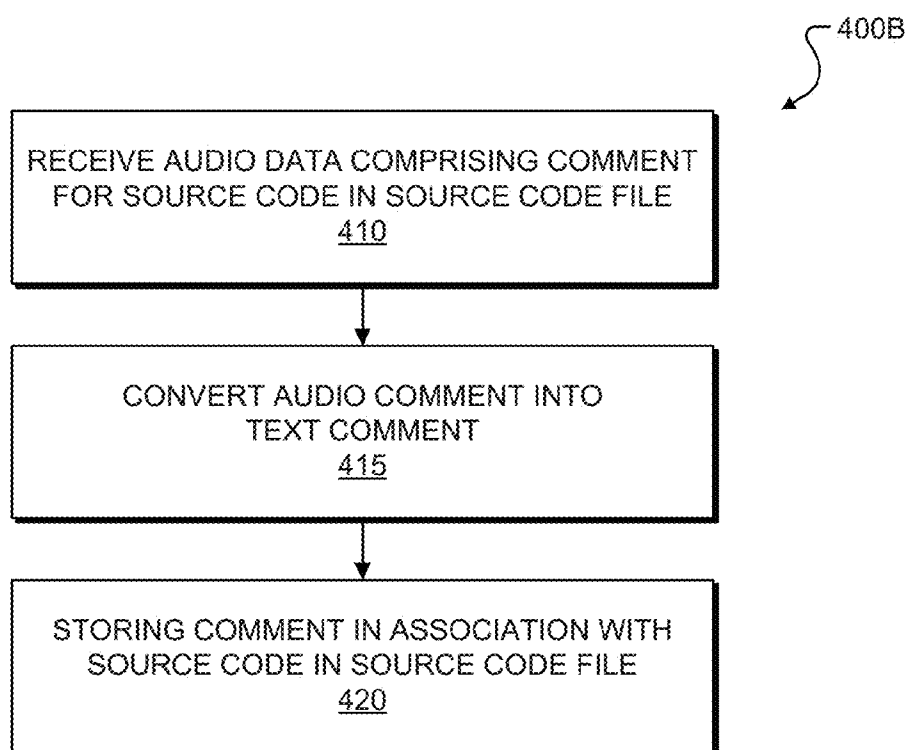 400B
RECEIVE AUDIO DATA COMPRISING COMMENT
FOR SOURCE CODE IN SOURCE CODE FILE
410
CONVERT AUDIO COMMENT INTO
TEXT COMMENT
415
STORING COMMENT IN ASSOCIATION WITH
SOURCE CODE IN SOURCE CODE FILE
420